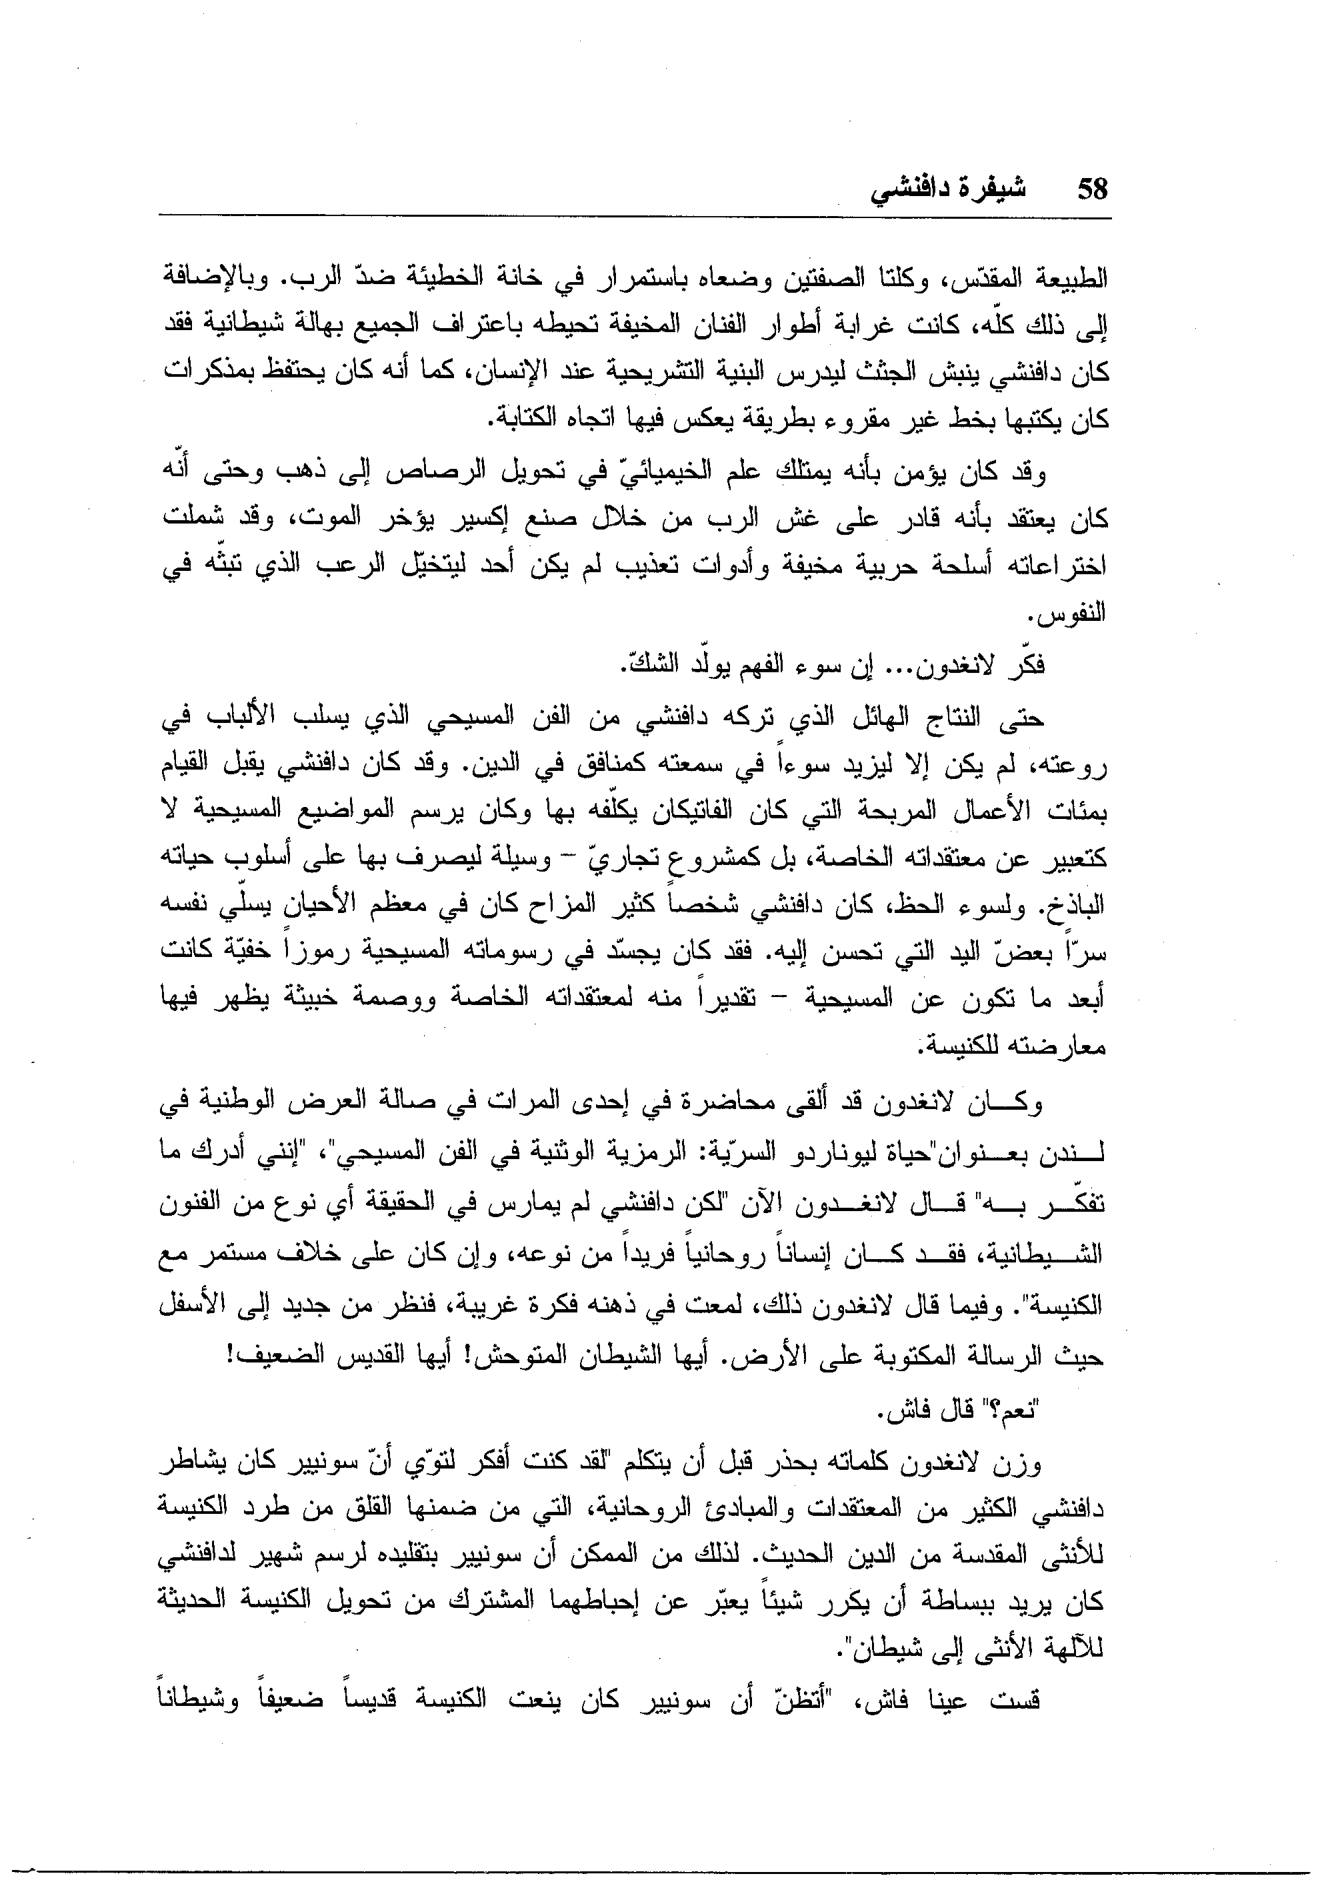 58 شيفرة دافنشي
الطبيعة المقدّس، وكلتا الصفتين وضعاه باستمرار في خانة الخطيئة ضدّ الرب. وبالإضافة
إلى ذلك كلّه، كانت غرابة أطوار الفنان المخيفة تحيطه باعتراف الجميع بهالة شيطانية فقد
كان دافنشي ينبش الجثث ليدرس البنية التشريحية عند الإنسان، كما أنه كان يحتفظ بمذكرات
كان يكتبها بخط غير مقروء بطريقة يعكس فيها اتجاه الكتابة.
وقد كان يؤمن بأنه يمتلك علم الخيميائيّ في تحويل الرصاص إلى ذهب وحتى أنّه
كان يعتقد بأنه قادر على غش الرب من خلال صنع إكسير يؤخر الموت، وقد شملت
اختراعاته أسلحة حربية مخيفة وأدوات تعذيب لم يكن أحد ليتخيّل الرعب الذي تبثّه في
النفوس.
فكّر لانغدون... إن سوء الفهم يولّد الشكّ.
حتى النتاج الهائل الذي تركه دافنشي من الفن المسيحي الذي يسلب الألباب في
روعته، لم يكن إلا ليزيد سوءاً في سمعته كمنافق في الدين. وقد كان دافنشي يقبل القيام
بمئات الأعمال المربحة التي كان الفاتيكان يكلّفه بها وكان يرسم المواضيع المسيحية لا
كتعبير عن معتقداته الخاصة، بل كمشروع تجاريّ – وسيلة ليصرف بها على أسلوب حياته
الباذخ. ولسوء الحظ، كان دافنشي شخصاً كثير المزاح كان في معظم الأحيان يسلّي نفسه
سرّاً بعضّ اليد التي تحسن إليه. فقد كان يجسّد في رسوماته المسيحية رموزاً خفيّة كانت
أبعد ما تكون عن المسيحية – تقديراً منه لمعتقداته الخاصة ووصمة خبيثة يظهر فيها
معارضته للكنيسة.
وكان لانغدون قد ألقى محاضرة في إحدى المرات في صالة العرض الوطنية في
لندن بعنوان"حياة ليوناردو السريّة: الرمزية الوثنية في الفن المسيحي"، "إنني أدرك ما
تفكّر به" قال لانغدون الآن "لكن دافنشي لم يمارس في الحقيقة أي نوع من الفنون
الشيطانية، فقد كان إنساناً روحانياً فريداً من نوعه، وإن كان على خلاف مستمر مع
الكنيسة". وفيما قال لانغدون ذلك، لمعت في ذهنه فكرة غريبة، فنظر من جديد إلى الأسفل
حيث الرسالة المكتوبة على الأرض. أيها الشيطان المتوحش! أيها القديس الضعيف!
"نعم؟" قال فاش.
وزن لانغدون كلماته بحذر قبل أن يتكلم "لقد كنت أفكر لتوّي أنّ سونيير كان يشاطر
دافنشي الكثير من المعتقدات والمبادئ الروحانية، التي من ضمنها القلق من طرد الكنيسة
للأنثى المقدسة من الدين الحديث. لذلك من الممكن أن سونيير بتقليده لرسم شهير لدافنشي
كان يريد ببساطة أن يكرر شيئاً يعبّر عن إحباطهما المشترك من تحويل الكنيسة الحديثة
للآلهة الأنثى إلى شيطان".
قست عينا فاش، "أتظنّ أن سونيير كان ينعت الكنيسة قديساً ضعيفاً وشيطاناً